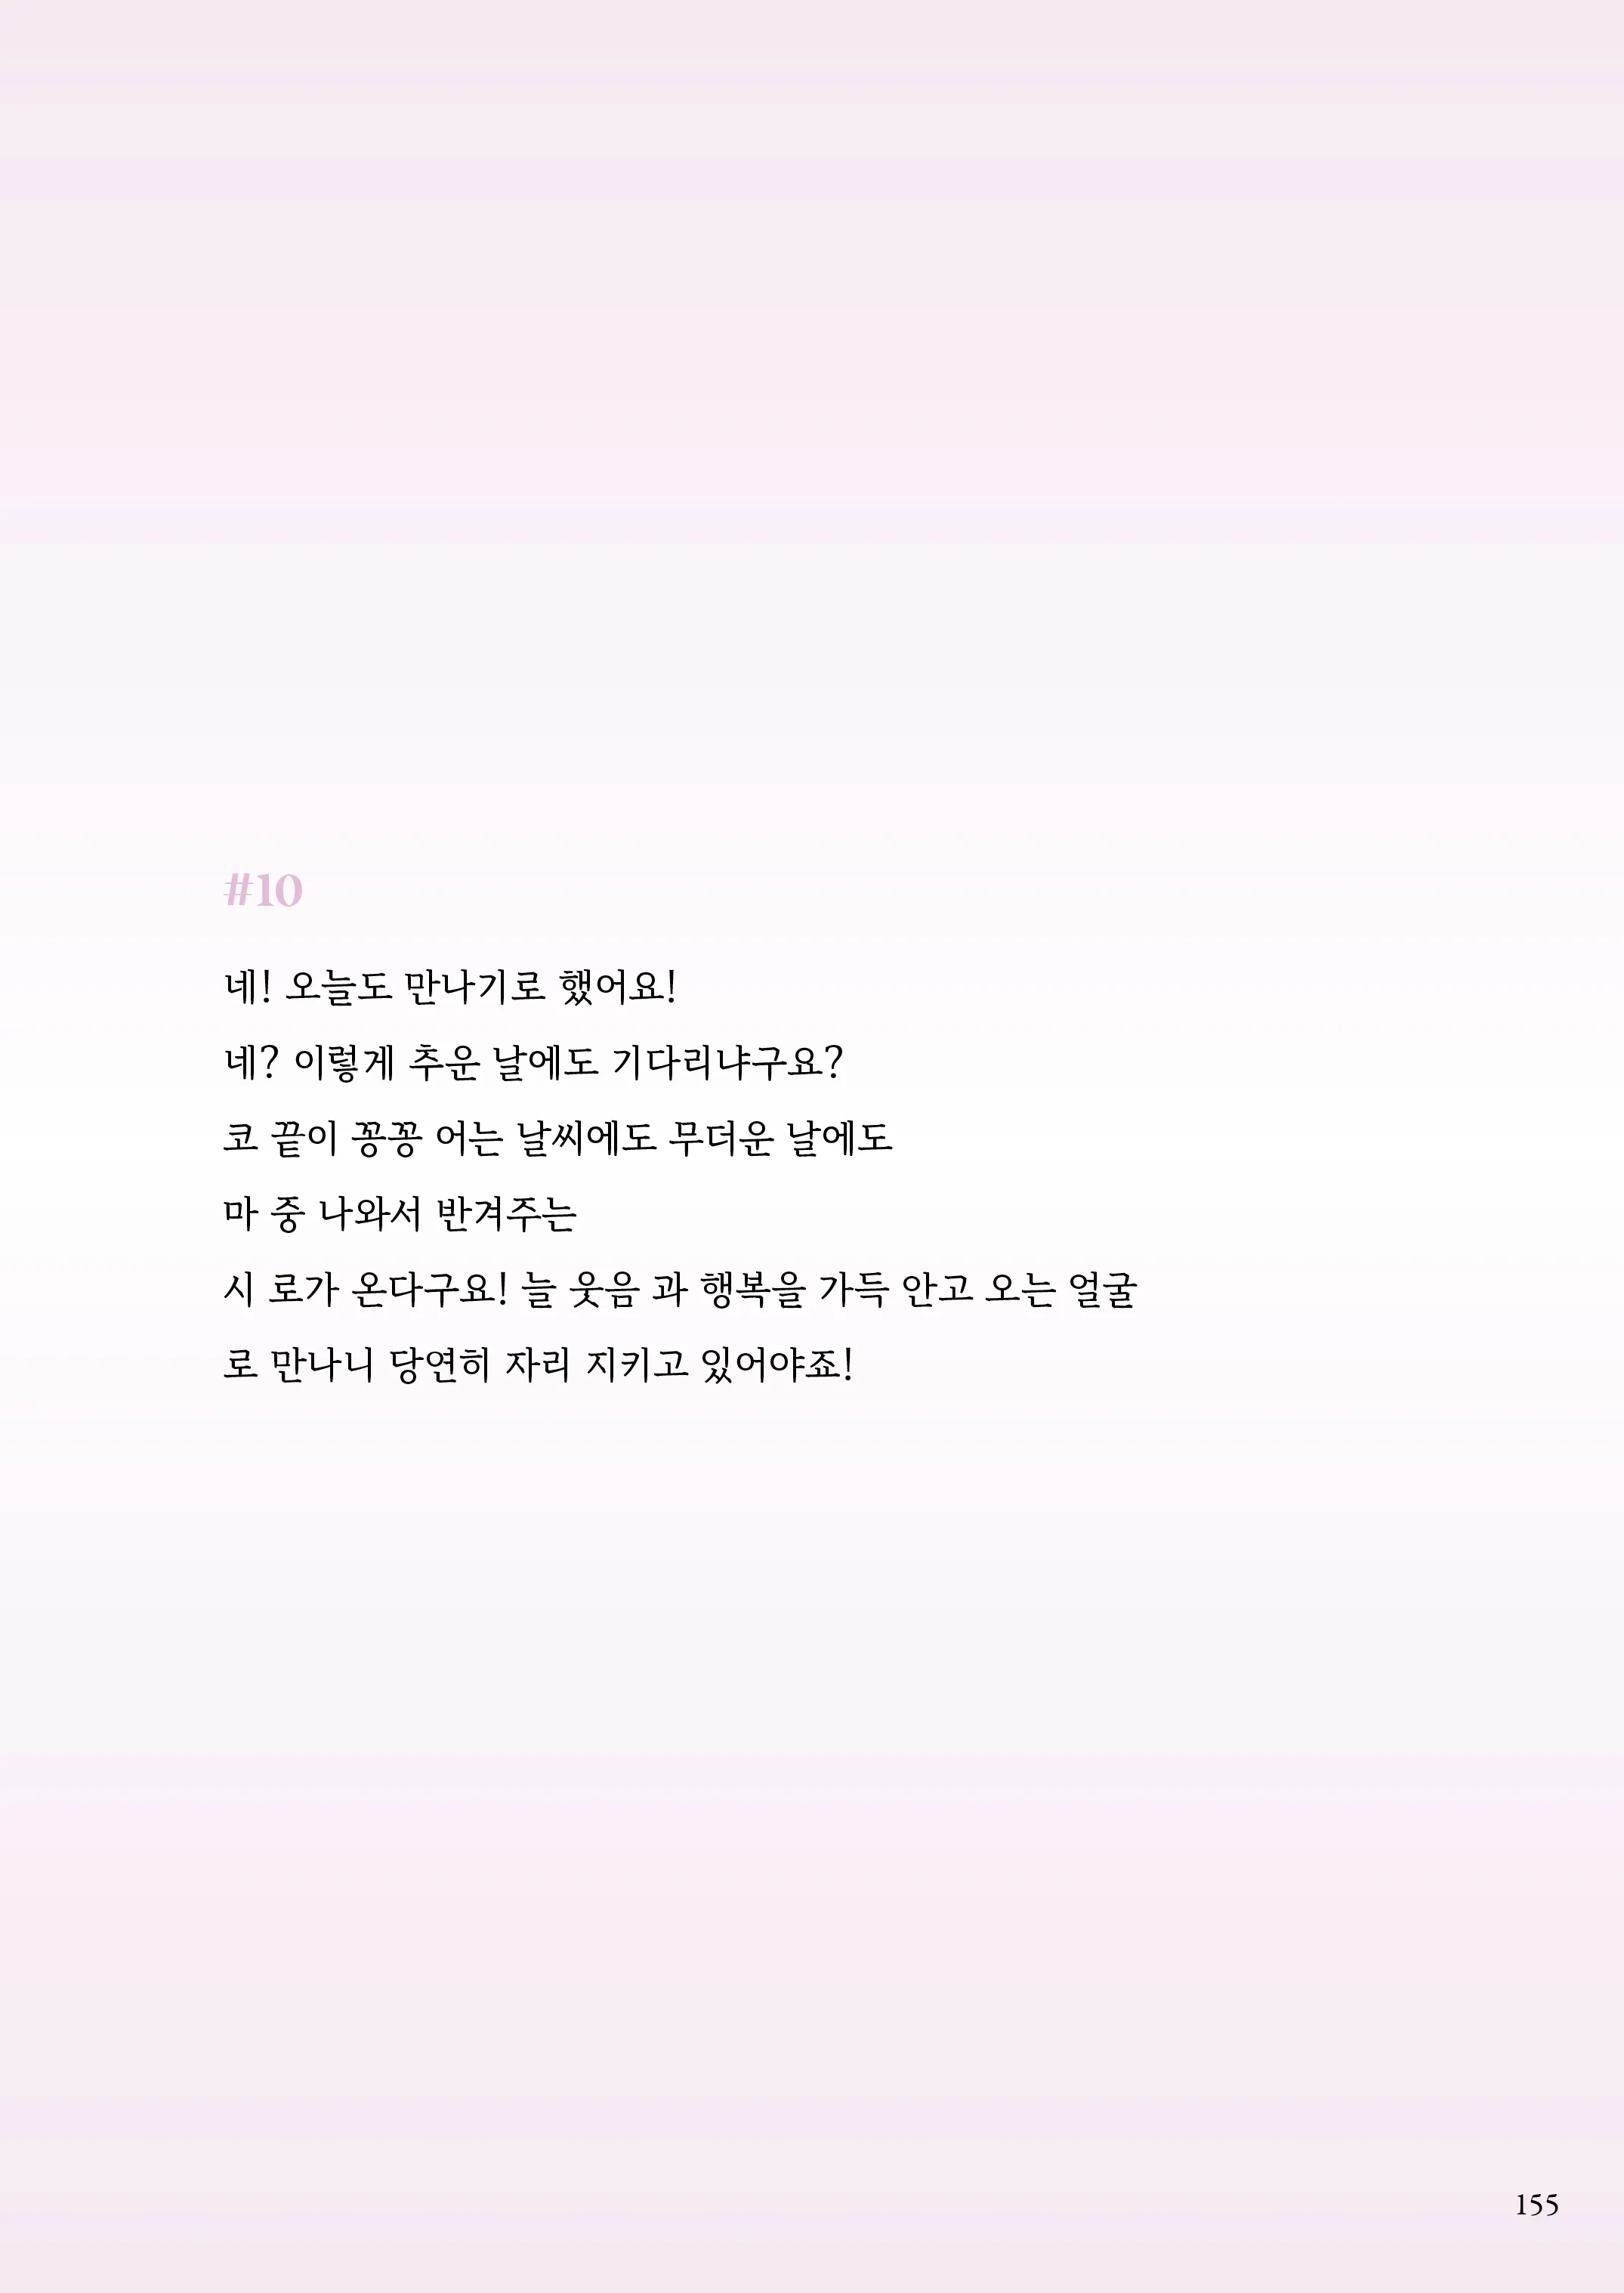 #10
네! 오늘도 만나기로 했어요!
네? 이렇게 추운 날에도 기다리냐구요?
코 끝이 꽁꽁 어는 날씨에도 무더운 날에도
마 중 나와서 반겨주는
시 로가 온다구요! 늘 웃음 과 행복을 가득 안고 오는 얼굴
로 만나니 당연히 자리 지키고 있어야죠!
155